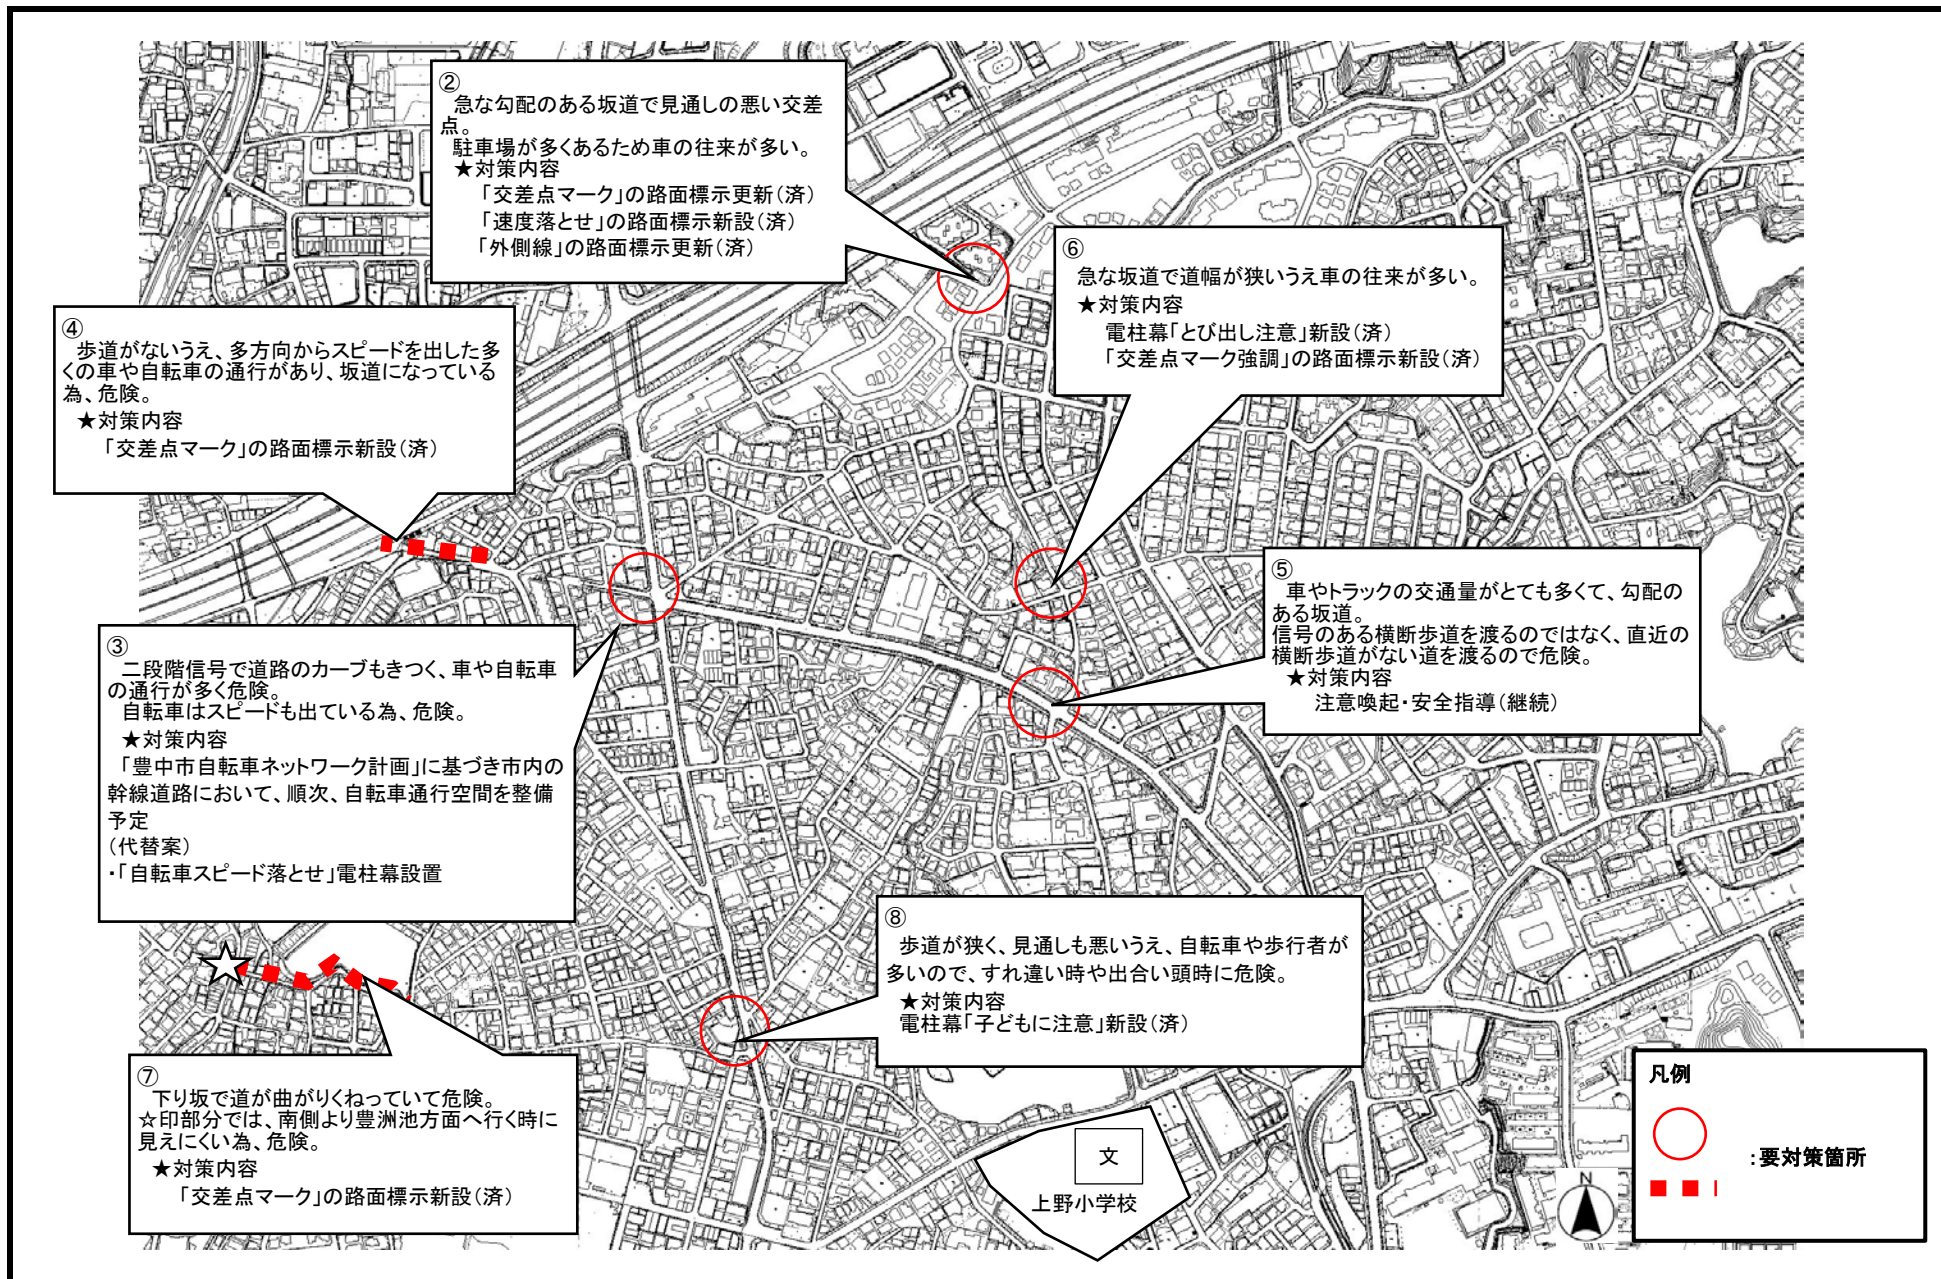 ②
急な勾配のある坂道で見通しの悪い交差
点。
駐車場が多くあるため車の往来が多い。
★対策内容
「交差点マーク」の路面標示更新(済)
「速度落とせ」の路面標示新設(済)
「外側線」の路面標示更新(済)
⑥
急な坂道で道幅が狭いうえ車の往来が多い。
★対策内容
電柱幕「とび出し注意」新設(済)
「交差点マーク強調」の路面標示新設(済)
④
歩道がないうえ、多方向からスピードを出した多
くの車や自転車の通行があり、坂道になっている
為、危険。
★対策内容
「交差点マーク」の路面標示新設(済)
⑤
車やトラックの交通量がとても多くて、勾配の
ある坂道。
信号のある横断歩道を渡るのではなく、直近の
横断歩道がない道を渡るので危険。
★対策内容
注意喚起・安全指導(継続)
③
二段階信号で道路のカーブもきつく、車や自転車
の通行が多く危険。
自転車はスピードも出ている為、危険。
★対策内容
「豊中市自転車ネットワーク計画」に基づき市内の
幹線道路において、順次、自転車通行空間を整備
予定
(代替案)
・「自転車スピード落とせ」電柱幕設置
⑧
歩道が狭く、見通しも悪いうえ、自転車や歩行者が
多いので、すれ違い時や出合い頭時に危険。
★対策内容
電柱幕「子どもに注意」新設(済)
⑦
下り坂で道が曲がりくねっていて危険。
☆印部分では、南側より豊洲池方面へ行く時に
見えにくい為、危険。
★対策内容
「交差点マーク」の路面標示新設(済)
文
上野小学校
N
凡例
:要対策箇所